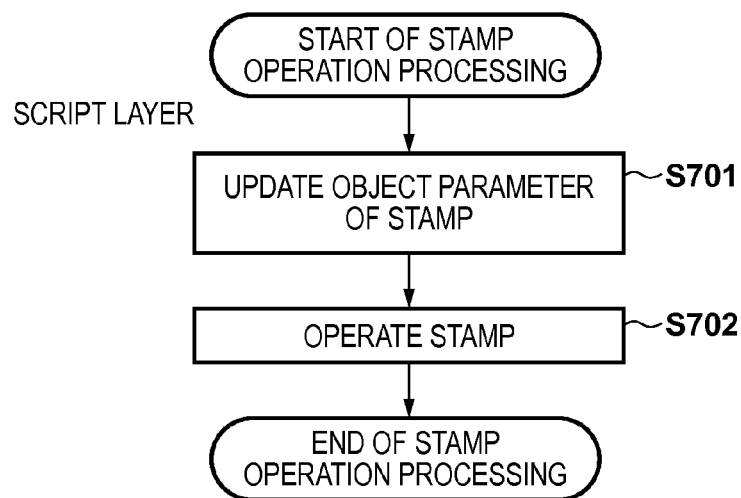 START OF STAMP
OPERATION PROCESSING
SCRIPT LAYER
UPDATE OBJECT PARAMETER
OF STAMP
S701
OPERATE STAMP
S702
END OF STAMP
OPERATION PROCESSING